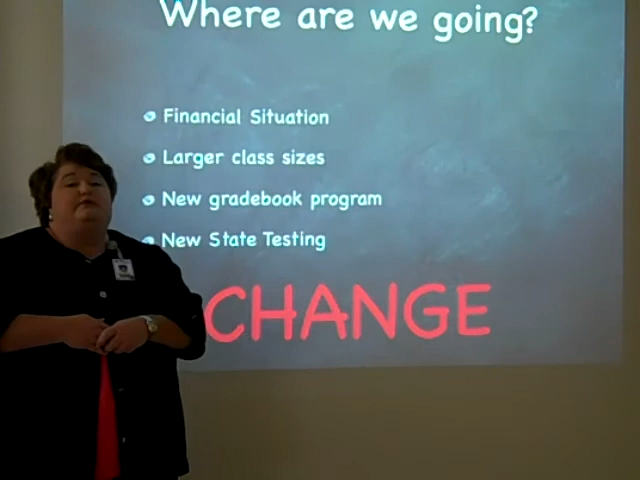 Where are we going?
Financial Situation
Larger class sizes
New gradebook program
New State Testing
CHANGE